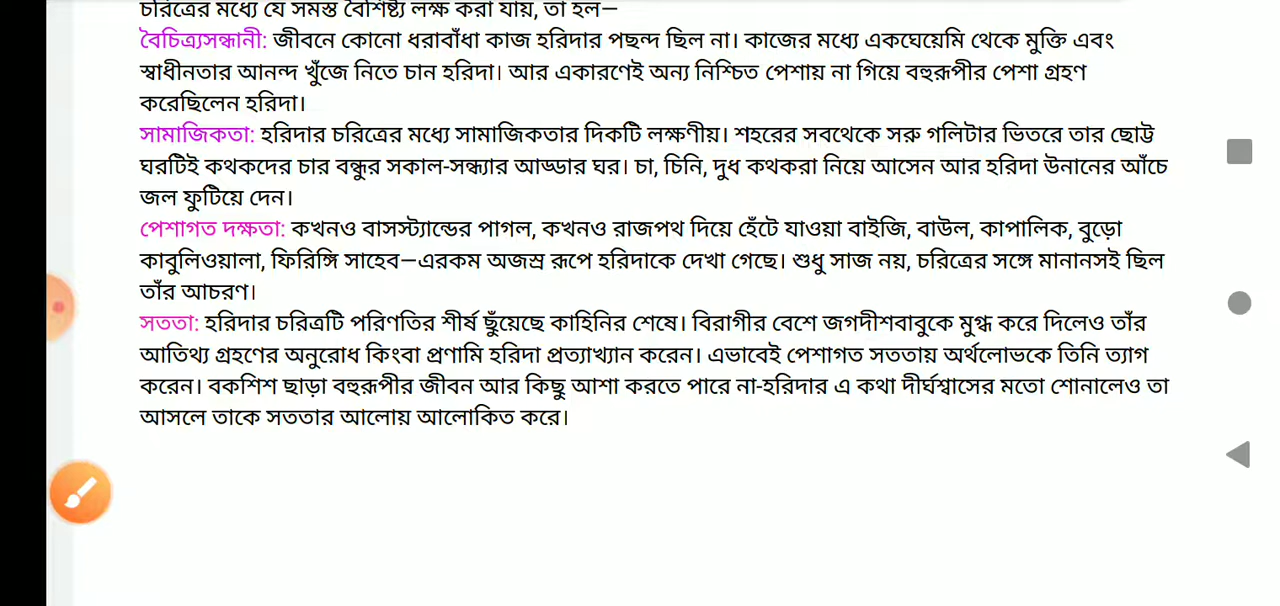 চরিত্রের মধ্যে যে সমস্ত বৈশিষ্ট্য লক্ষ করা যায়, তা হল—
বৈচিত্র্যসন্ধানী: জীবনে কোনো ধরাবাঁধা কাজ হরিদার পছন্দ ছিল না। কাজের মধ্যে একঘেয়েমি থেকে মুক্তি এবং
স্বাধীনতার আনন্দ খুঁজে নিতে চান হরিদা। আর একারণেই অন্য নিশ্চিত পেশায় না গিয়ে বহুরূপীর পেশা গ্রহণ
করেছিলেন হরিদা।
সামাজিকতা: হরিদার চরিত্রের মধ্যে সামাজিকতার দিকটি লক্ষণীয়। শহরের সবথেকে সরু গলিটার ভিতরে তার ছোট্ট
ঘরটিই কথকদের চার বন্ধুর সকাল-সন্ধ্যার আড্ডার ঘর। চা, চিনি, দুধ কথকরা নিয়ে আসেন আর হরিদা উনানের আঁচে
জল ফুটিয়ে দেন।
পেশাগত দক্ষতা: কখনও বাসস্ট্যান্ডের পাগল, কখনও রাজপথ দিয়ে হেঁটে যাওয়া বাইজি, বাউল, কাপালিক, বুড়ো
কাবুলিওয়ালা, ফিরিঙ্গি সাহেব—এরকম অজস্র রূপে হরিদাকে দেখা গেছে। শুধু সাজ নয়, চরিত্রের সঙ্গে মানানসই ছিল
তাঁর আচরণ।
সততা: হরিদার চরিত্রটি পরিণতির শীর্ষ ছুঁয়েছে কাহিনির শেষে। বিরাগীর বেশে জগদীশবাবুকে মুগ্ধ করে দিলেও তাঁর
আতিথ্য গ্রহণের অনুরোধ কিংবা প্রণামি হরিদা প্রত্যাখ্যান করেন। এভাবেই পেশাগত সততায় অর্থলোভকে তিনি ত্যাগ
করেন। বকশিশ ছাড়া বহুরূপীর জীবন আর কিছু আশা করতে পারে না-হরিদার এ কথা দীর্ঘশ্বাসের মতো শোনালেও তা
আসলে তাকে সততার আলোয় আলোকিত করে।